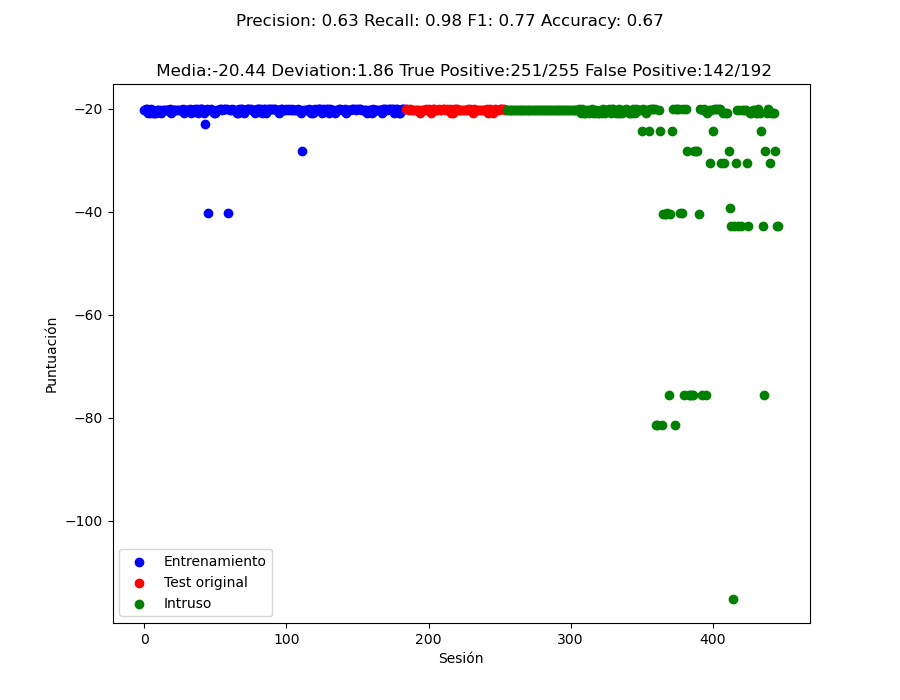 Precision: 0.63 Recall: 0.98 F1: 0.77 Accuracy: 0.67
Media:-20.44 Deviation:1.86 True Positive:251/255 False Positive:142/192
−20
−40
−60
−80
−100
Puntuación
Entrenamiento
Test original
Intruso
0 100 200 300 400
Sesión